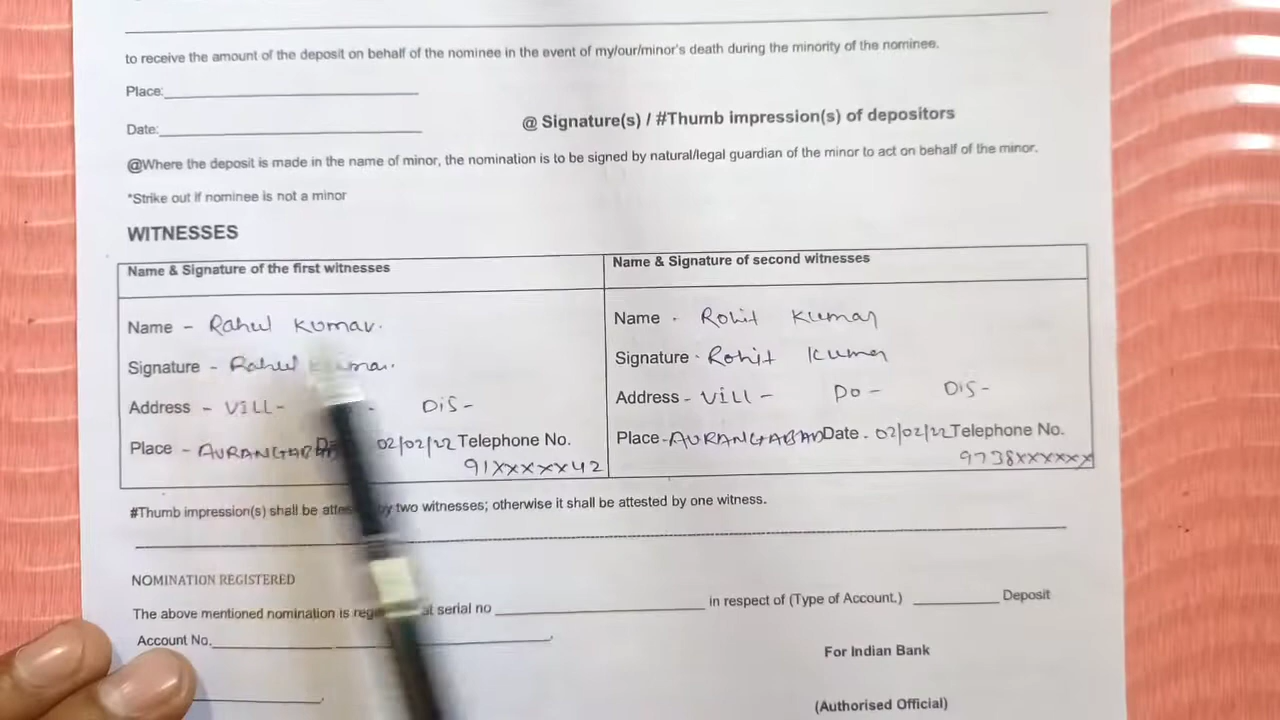 to receive the amount of the deposit on behalf of the nominee in the event of my/our/minor's death during the minority of the nominee.
Place:
Date:
@ Signature(s) / #Thumb impression(s) of depositors
@Where the deposit is made in the name of minor, the nomination is to be signed by natural/legal guardian of the minor to act on behalf of the minor.
*Strike out if nominee is not a minor
WITNESSES
Name & Signature of the first witnesses
Name - Rahul Kumar.
Signature - Rahul
Address - VILL- - DIS-
Place - AURANGABAD 02/02/22 Telephone No.
91XXXXXX42
Name & Signature of second witnesses
Name - Rohit Kumar
Signature - Rohit Kumar
Address - VILL - PO - DIS-
Place - AURANGABAD Date - 02/02/22 Telephone No.
9738XXXXXX
#Thumb impression(s) shall be by two witnesses; otherwise it shall be attested by one witness.
NOMINATION REGISTERED
The above mentioned nomination is at serial no in respect of (Type of Account.) Deposit
Account No.
For Indian Bank
(Authorised Official)